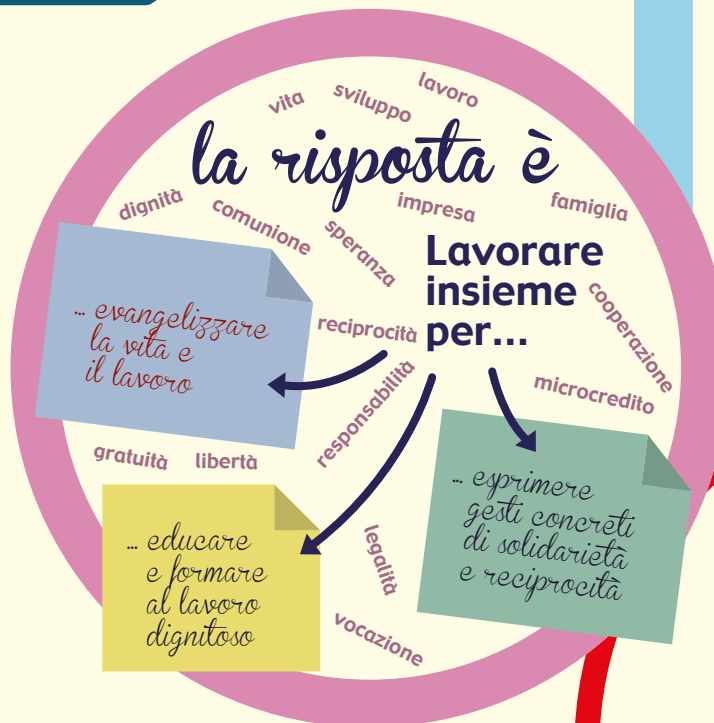 vita
sviluppo
lavoro
la risposta è
dignità
comunione
speranza
impresa
famiglia
Lavorare
insieme
per...
cooperazione
... evangelizzare
la vita e
il lavoro
reciprocità
responsabilità
microcredito
gratuità
libertà
... esprimere
gesti concreti
di solidarietà
e reciprocità
... educare
e formare
al lavoro
dignitoso
legalità
vocazione